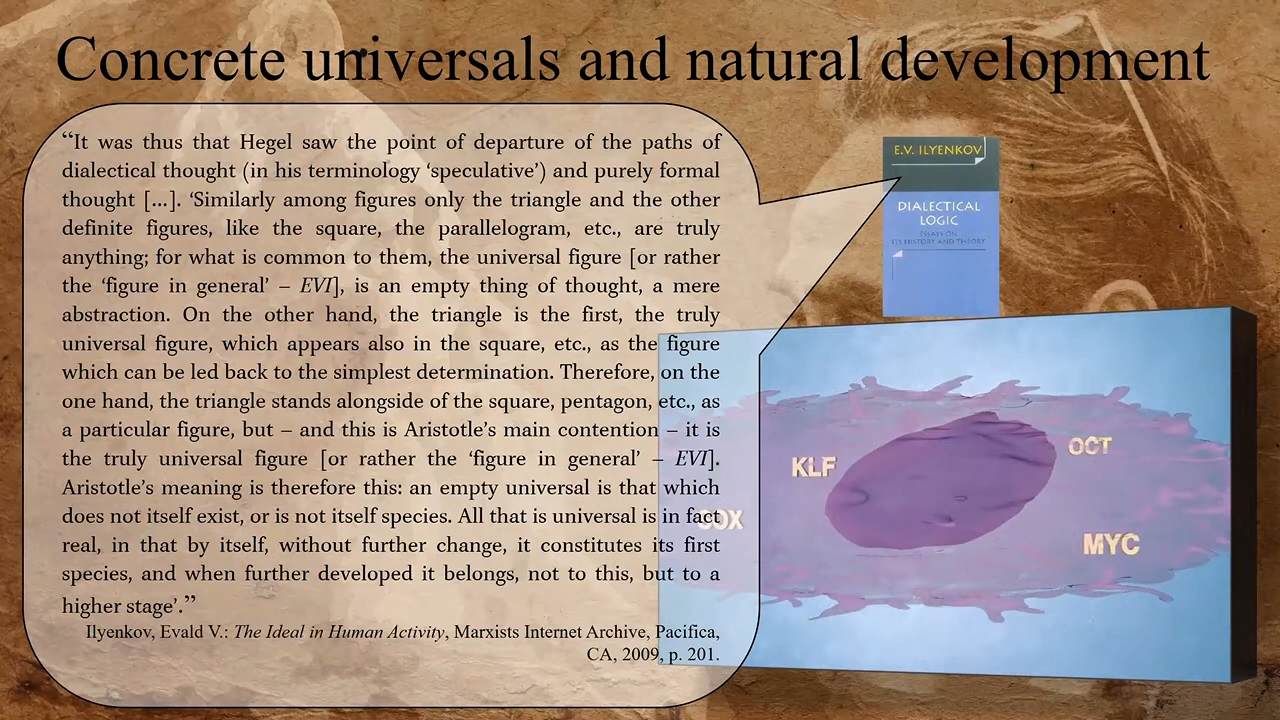 Concrete universals and natural development
“It was thus that Hegel saw the point of departure of the paths of
dialectical thought (in his terminology ‘speculative’) and purely formal
thought […]. ‘Similarly among figures only the triangle and the other
definite figures, like the square, the parallelogram, etc., are truly
anything; for what is common to them, the universal figure [or rather
the ‘figure in general’ – EVI], is an empty thing of thought, a mere
abstraction. On the other hand, the triangle is the first, the truly
universal figure, which appears also in the square, etc., as the figure
which can be led back to the simplest determination. Therefore, on the
one hand, the triangle stands alongside of the square, pentagon, etc., as
a particular figure, but – and this is Aristotle’s main contention – it is
the truly universal figure [or rather the ‘figure in general’ – EVI].
Aristotle’s meaning is therefore this: an empty universal is that which
does not itself exist, or is not itself species. All that is universal is in fact
real, in that by itself, without further change, it constitutes its first
species, and when further developed it belongs, not to this, but to a
higher stage’.”
Ilyenkov, Evald V.: The Ideal in Human Activity, Marxists Internet Archive, Pacifica,
CA, 2009, p. 201.
E.V. ILYENKOV
DIALECTICAL
LOGIC
ESSAYS ON
ITS HISTORY AND THEORY
KLF
OCT
SOX
MYC